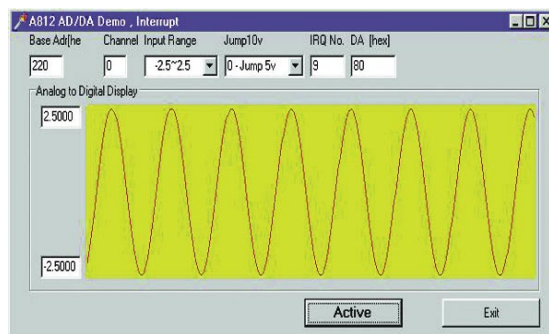 A812 AD/DA Demo , Interrupt
Base Adr[he Channel Input Range Jump10v IRQ No. DA [hex]
220 0 -2.5~2.5 0 - Jump 5v 9 80
Analog to Digital Display
2.5000
-2.5000
Active Exit